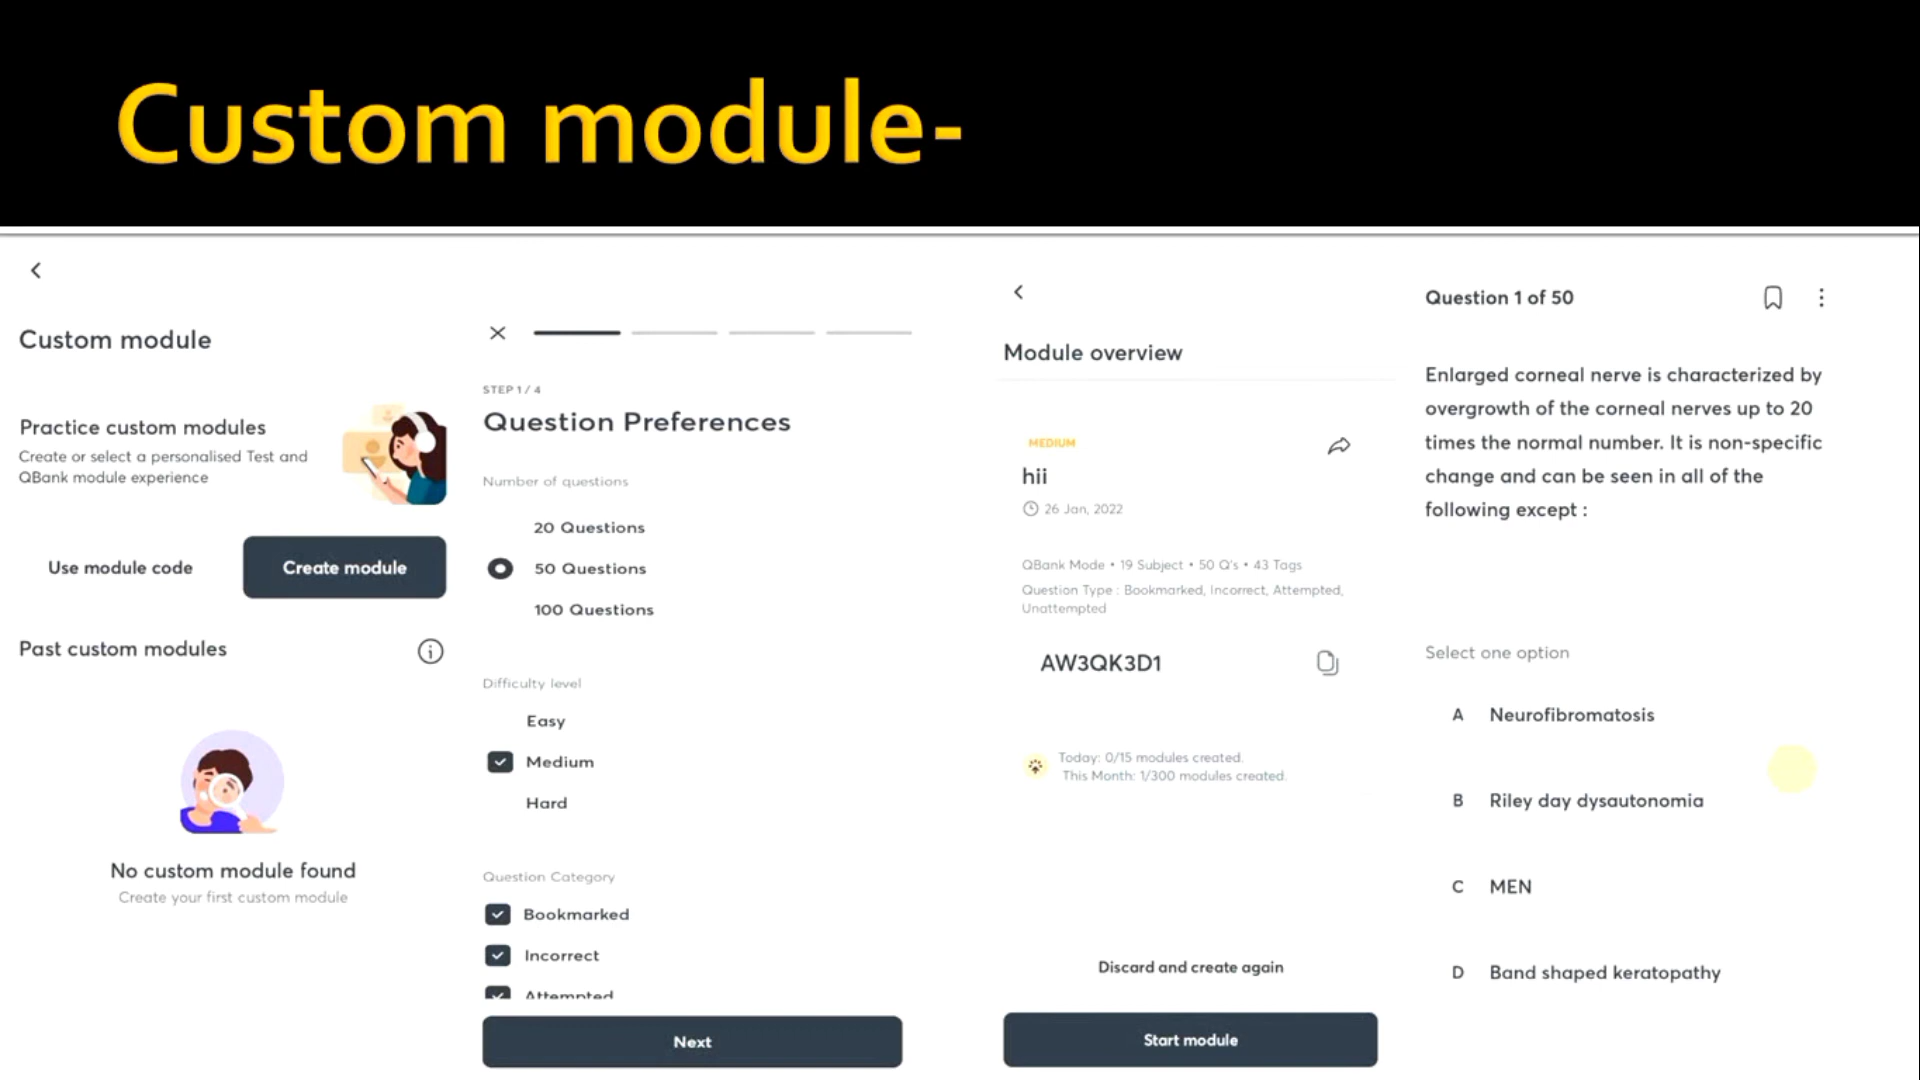 Custom module-
Custom module
Practice custom modules
Create or select a personalised Test and
QBank module experience
Use module code
Create module
Past custom modules
No custom module found
Create your first custom module
STEP 1 / 4
Question Preferences
Number of questions
20 Questions
50 Questions
100 Questions
Difficulty level
Easy
Medium
Hard
Question Category
Bookmarked
Incorrect
Attempted
Next
Module overview
MEDIUM
hii
26 Jan, 2022
QBank Mode • 19 Subject • 50 Q's • 43 Tags
Question Type : Bookmarked, Incorrect, Attempted,
Unattempted
AW3QK3D1
Today: 0/15 modules created.
This Month: 1/300 modules created.
Discard and create again
Start module
Question 1 of 50
Enlarged corneal nerve is characterized by
overgrowth of the corneal nerves up to 20
times the normal number. It is non-specific
change and can be seen in all of the
following except :
Select one option
A Neurofibromatosis
B Riley day dysautonomia
C MEN
D Band shaped keratopathy